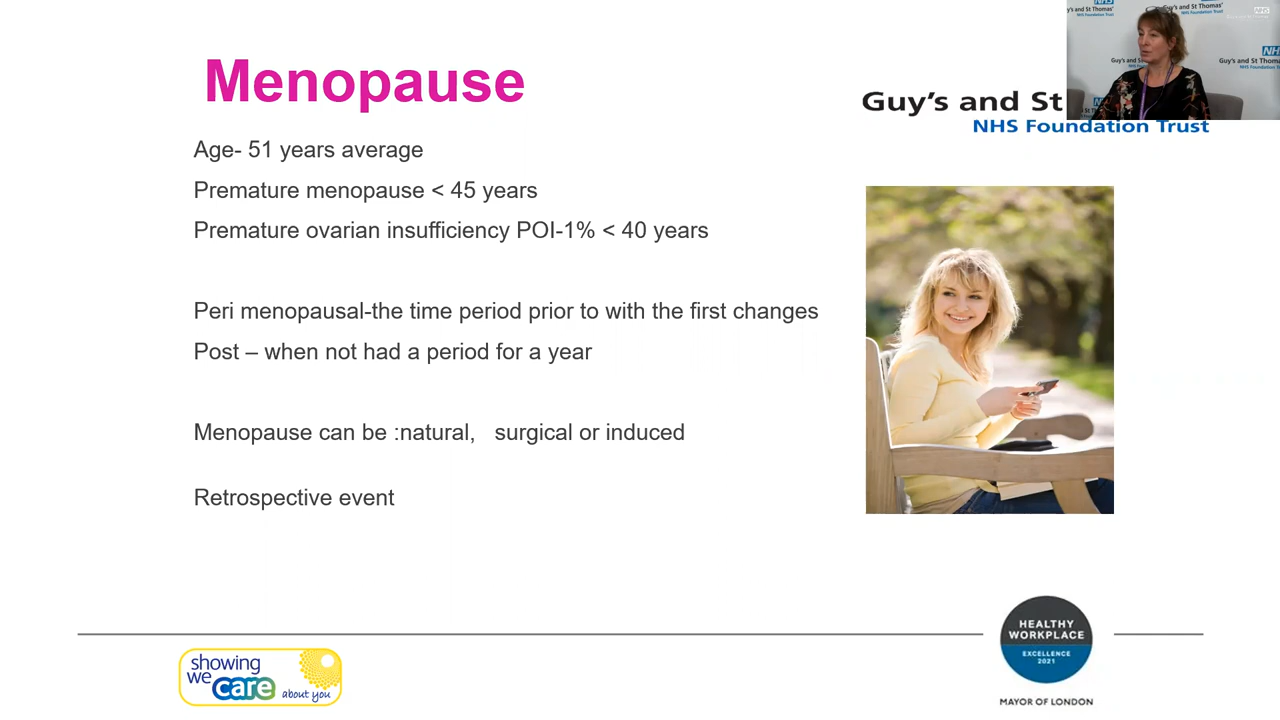 Menopause
Guy's and St
NHS Foundation Trust
Age- 51 years average
Premature menopause < 45 years
Premature ovarian insufficiency POI-1% < 40 years
Peri menopausal-the time period prior to with the first changes
Post – when not had a period for a year
Menopause can be :natural, surgical or induced
Retrospective event
showing
we
care
about you
HEALTHY
WORKPLACE
EXCELLENCE
2021
MAYOR OF LONDON